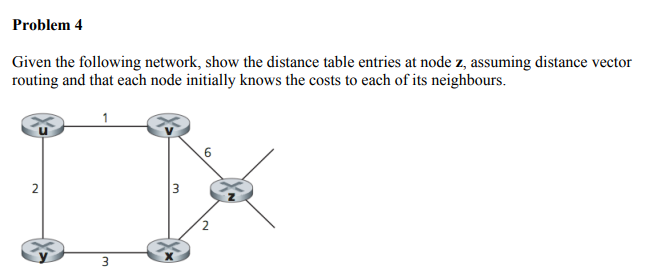 Problem 4
Given the following network, show the distance table entries at node z, assuming distance vector
routing and that each node initially knows the costs to each of its neighbours.
1
u
v
6
2
3
z
2
y
x
3